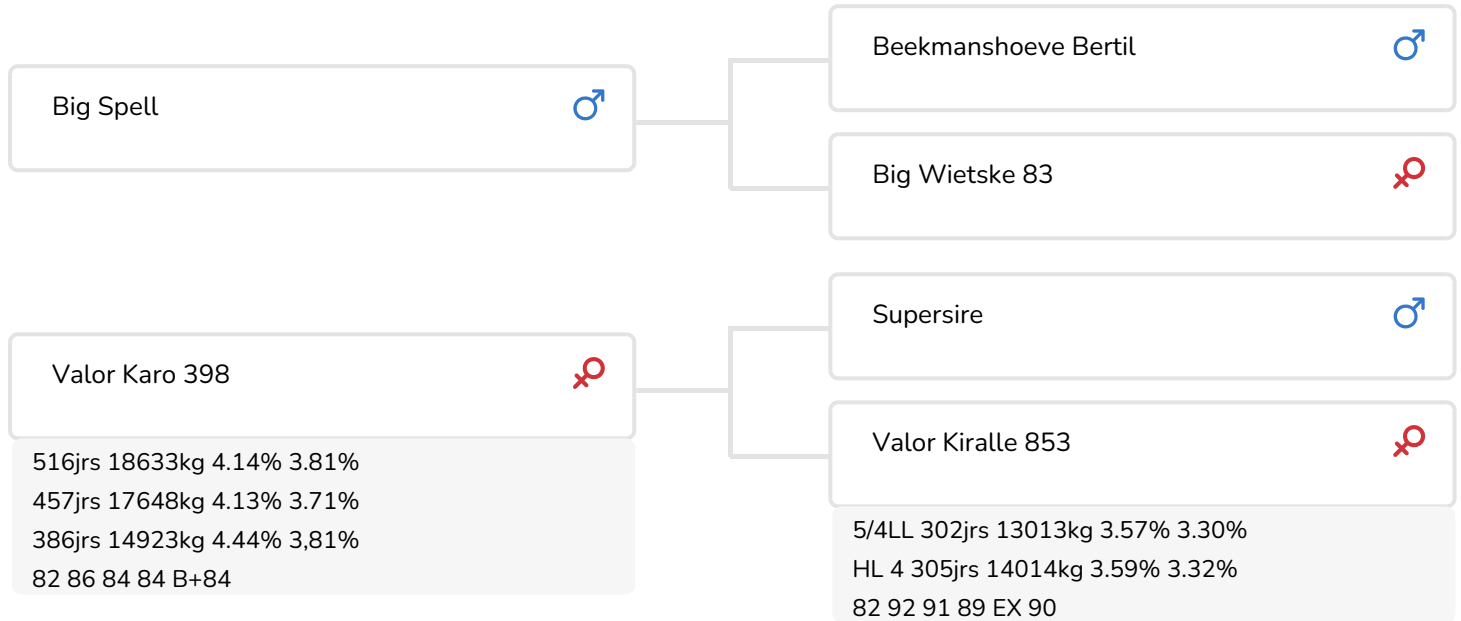 Beekmanshoeve Bertil
Big Spell
Big Wietske 83
Supersire
Valor Karo 398
516jrs 18633kg 4.14% 3.81%
457jrs 17648kg 4.13% 3.71%
386jrs 14923kg 4.44% 3,81%
82 86 84 84 B+84
Valor Kiralle 853
5/4LL 302jrs 13013kg 3.57% 3.30%
HL 4 305jrs 14014kg 3.59% 3.32%
82 92 91 89 EX 90